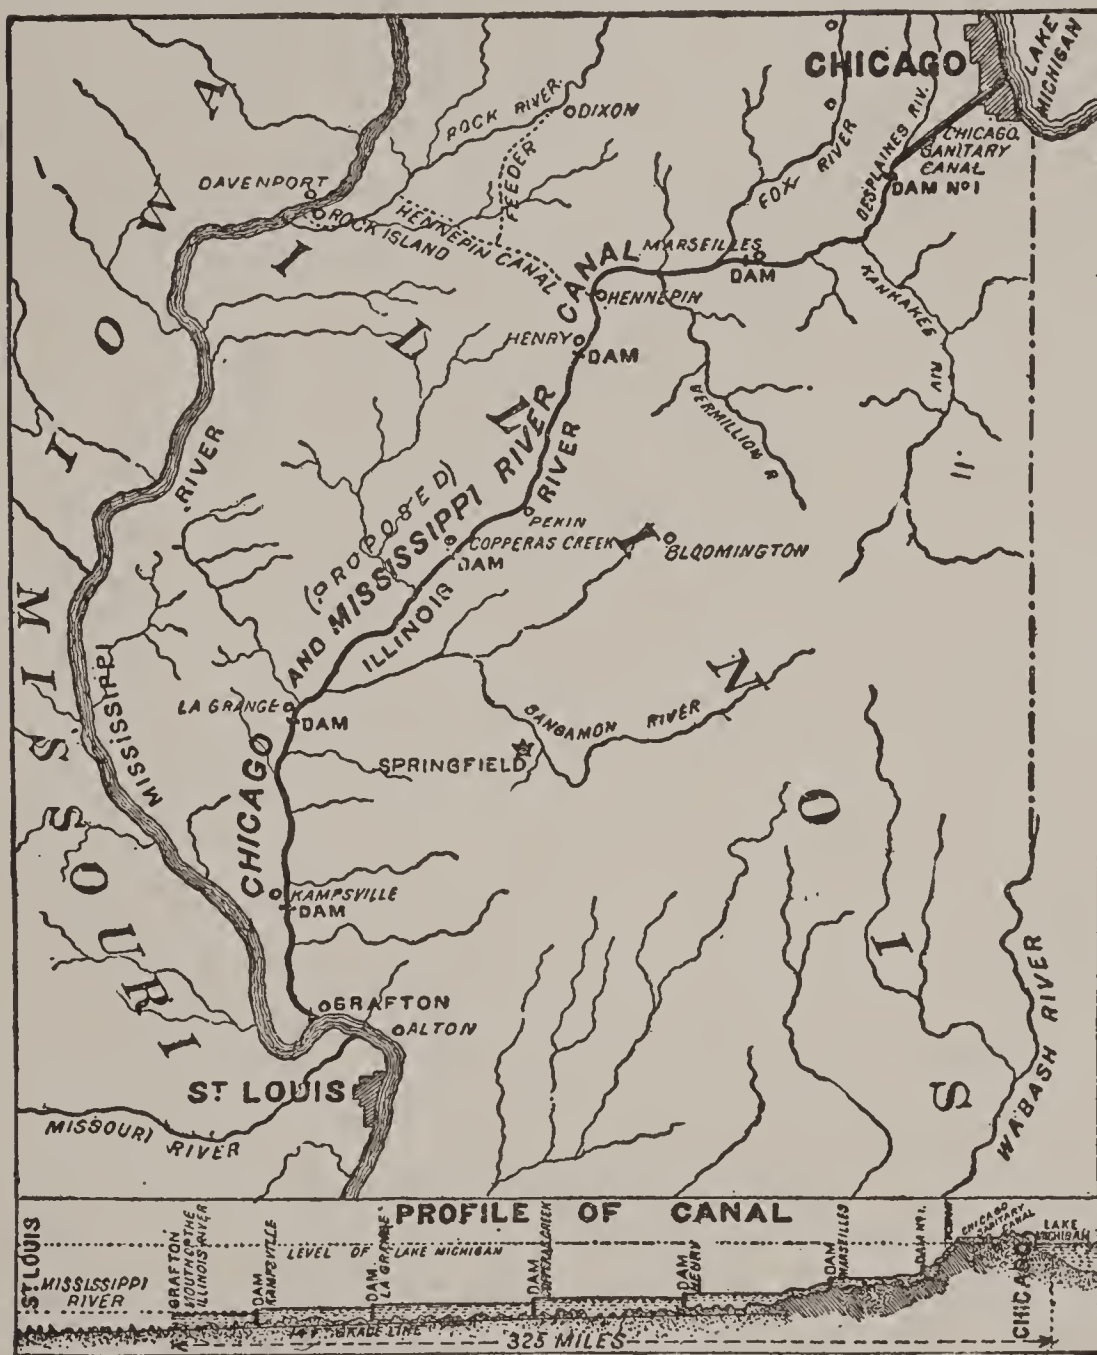 CHICAGO
LAKE
MICHIGAN
IOWA
ROCK RIVER
DIXON
FEEDER
FOX RIVER
DESPLAINES RIV.
CHICAGO
SANITARY
CANAL
DAM Nº1
DAVENPORT
ROCK ISLAND
HENNEPIN CANAL
MARSEILLES
DAM
HENNEPIN
KANKAKEE RIV
HENRY
DAM
VERMILLION R
ILLINOIS
MISSISSIPPI RIVER
PEKIN
COPPERAS CREEK
DAM
BLOOMINGTON
(PROPOSED)
CHICAGO AND MISSISSIPPI RIVER CANAL
ILLINOIS RIVER
MISSOURI
LA GRANGE
DAM
SANGAMON RIVER
SPRINGFIELD
KAMPSVILLE
DAM
GRAFTON
ALTON
ST LOUIS
MISSOURI RIVER
WABASH RIVER
PROFILE OF CANAL
LEVEL OF LAKE MICHIGAN
ST LOUIS
MISSISSIPPI
RIVER
GRAFTON
MOUTH OF THE
ILLINOIS RIVER
DAM
KAMPSVILLE
DAM
LA GRANGE
DAM
COPPERAS CREEK
DAM
HENRY
DAM
MARSEILLES
DAM Nº1.
CHICAGO
SANITARY
CANAL
LAKE
MICHIGAN
CHICAGO
14 F. GRADE LINE
325 MILES